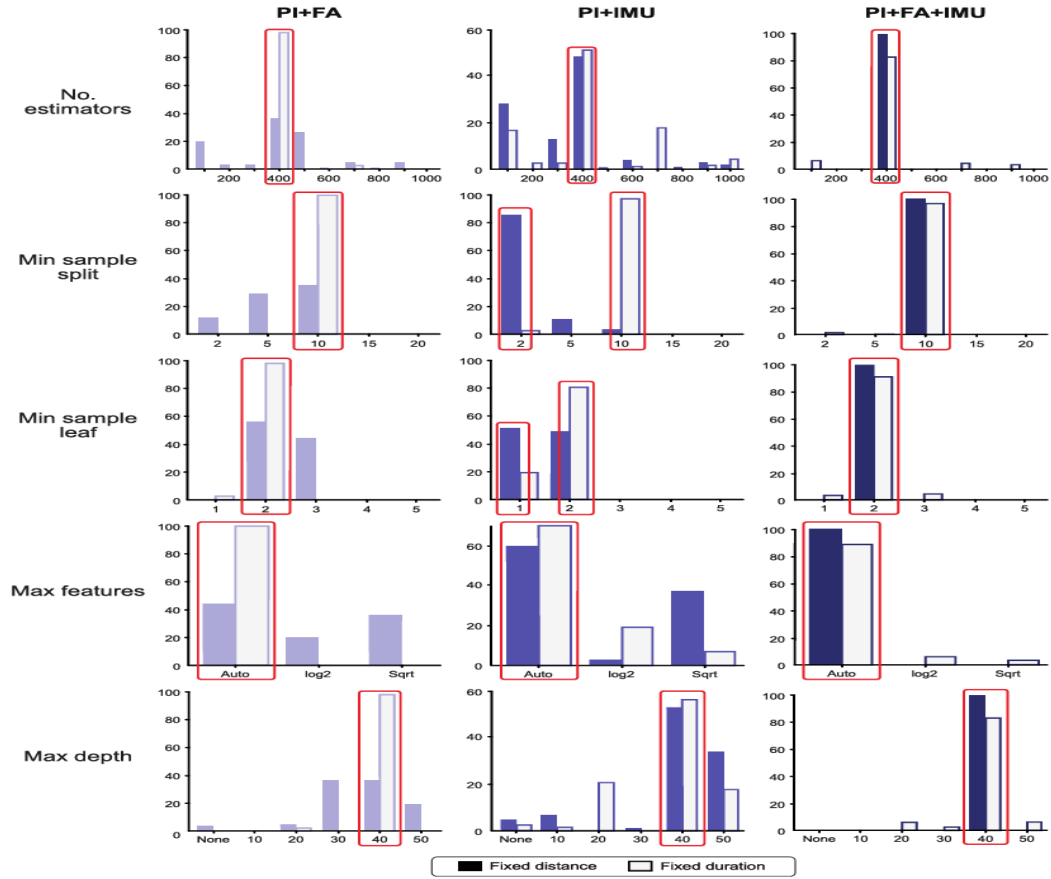 PI+FA PI+IMU PI+FA+IMU
100 60 100
80 80
60 40 60
40 20 40
20 20
0 0 0
No.
estimators
200 400 600 800 1000 200 400 600 800 1000 200 400 600 800 1000
100 100 100
80 80 80
60 60 60
40 40 40
20 20 20
0 0 0
Min sample
split
2 5 10 15 20 2 5 10 15 20 2 5 10 15 20
100 100 100
80 80 80
60 60 60
40 40 40
20 20 20
0 0 0
Min sample
leaf
1 2 3 4 5 1 2 3 4 5 1 2 3 4 5
100 60 100
80 80
60 40 60
40 20 40
20 20
0 0 0
Max features
Auto log2 Sqrt Auto log2 Sqrt Auto log2 Sqrt
100 60 100
80 80
60 40 60
40 20 40
20 20
0 0 0
Max depth
None 10 20 30 40 50 None 10 20 30 40 50 None 10 20 30 40 50
Fixed distance Fixed duration